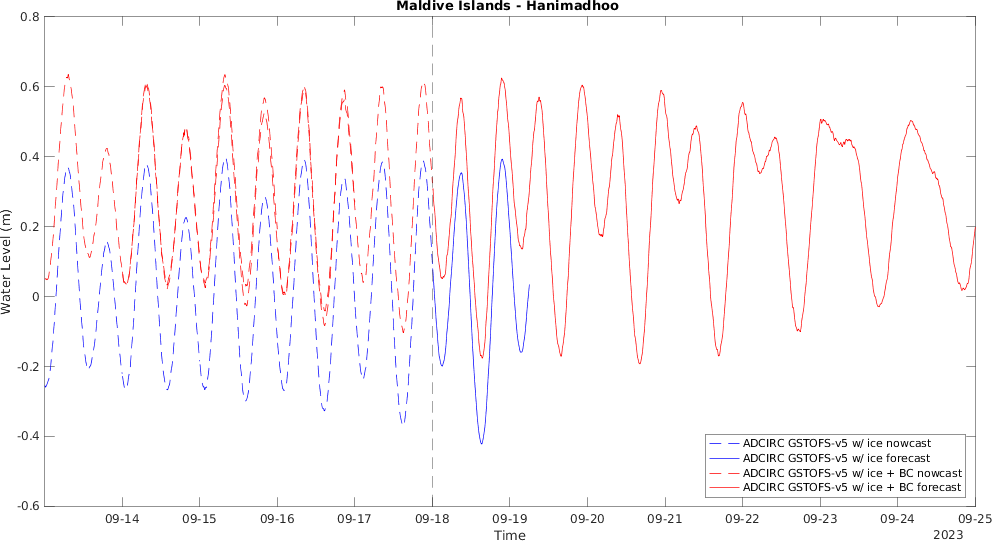 Maldive Islands - Hanimadhoo
0.8
0.6
0.4
0.2
0
-0.2
-0.4
-0.6
Water Level (m)
ADCIRC GSTOFS-v5 w/ ice nowcast
ADCIRC GSTOFS-v5 w/ ice forecast
ADCIRC GSTOFS-v5 w/ ice + BC nowcast
ADCIRC GSTOFS-v5 w/ ice + BC forecast
09-14 09-15 09-16 09-17 09-18 09-19 09-20 09-21 09-22 09-23 09-24 09-25
Time
2023